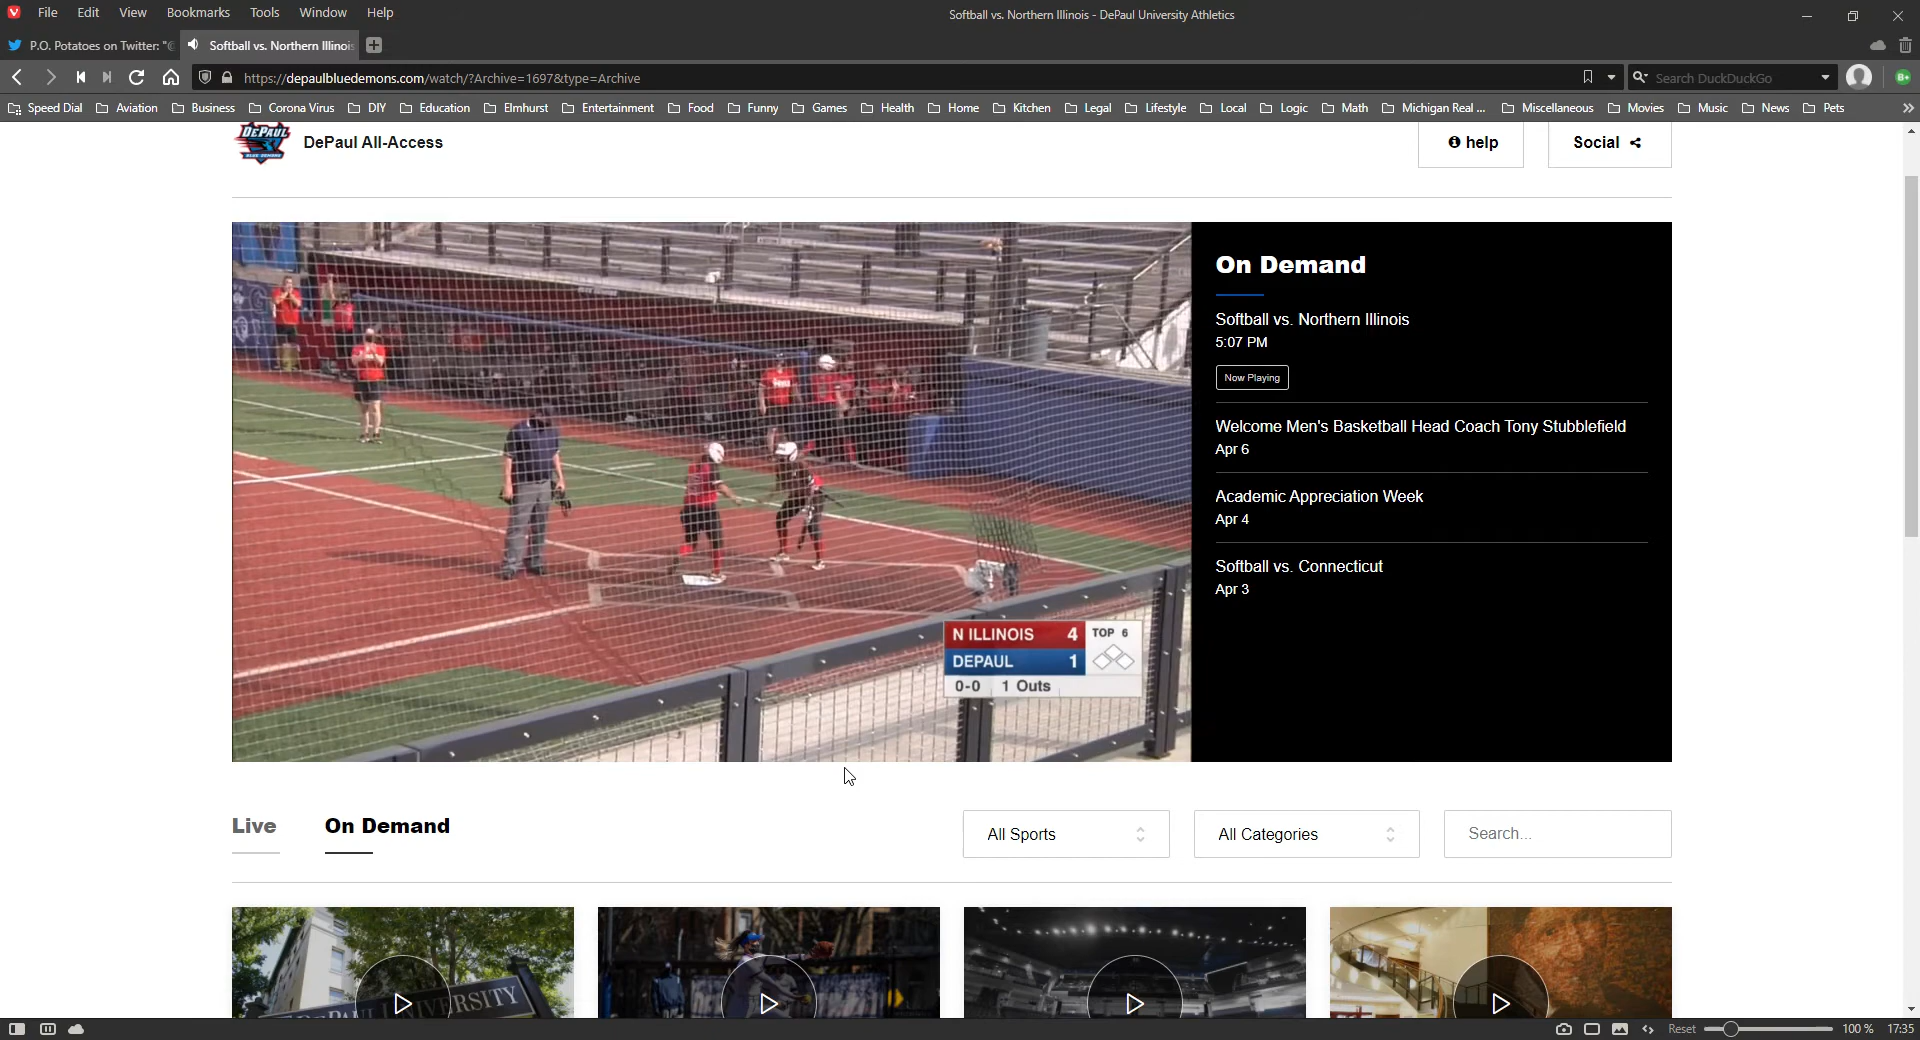 File Edit View Bookmarks Tools Window Help
Softball vs. Northern Illinois - DePaul University Athletics
P.O. Potatoes on Twitter: "@
Softball vs. Northern Illinois
https://depaulbluedemons.com/watch/?Archive=1697&type=Archive
Search DuckDuckGo
Speed Dial Aviation Business Corona Virus DIY Education Elmhurst Entertainment Food Funny Games Health Home Kitchen Legal Lifestyle Local Logic Math Michigan Real ... Miscellaneous Movies Music News Pets
DEPAUL
BLUE DEMONS
DePaul All-Access
help
Social
On Demand
Softball vs. Northern Illinois
5:07 PM
Now Playing
Welcome Men's Basketball Head Coach Tony Stubblefield
Apr 6
Academic Appreciation Week
Apr 4
Softball vs. Connecticut
Apr 3
N ILLINOIS 4 TOP 6
DEPAUL 1
0-0 1 Outs
Live
On Demand
All Sports
All Categories
Search...
DEPAUL UNIVERSITY
Reset
100 %
17:35